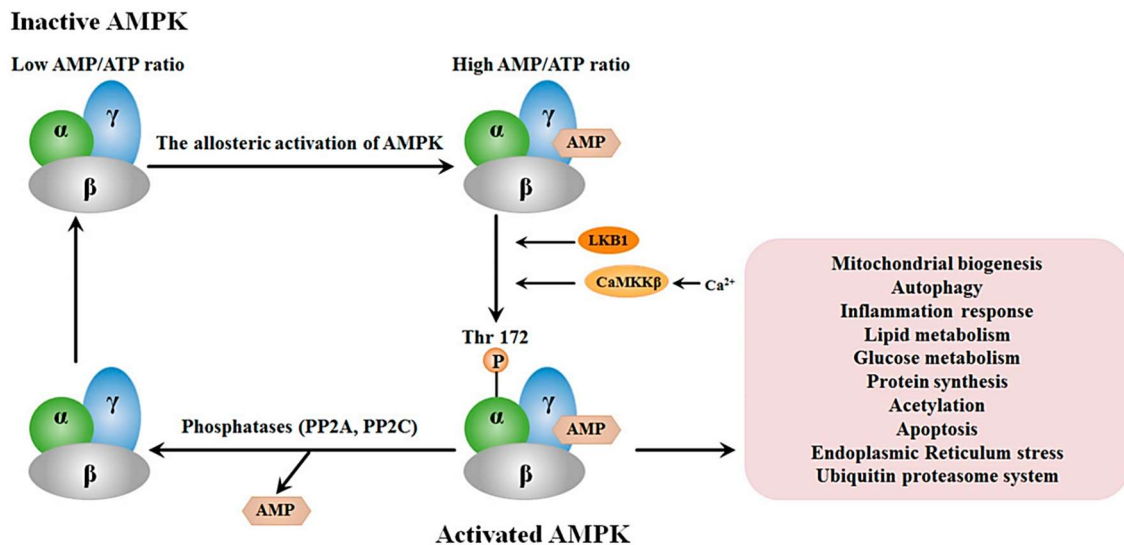 Inactive AMPK
Low AMP/ATP ratio
High AMP/ATP ratio
α
γ
β
The allosteric activation of AMPK
α
γ
AMP
β
LKB1
CaMKKβ
Ca²⁺
Thr 172
P
α
γ
AMP
β
Phosphatases (PP2A, PP2C)
AMP
α
γ
β
Activated AMPK
Mitochondrial biogenesis
Autophagy
Inflammation response
Lipid metabolism
Glucose metabolism
Protein synthesis
Acetylation
Apoptosis
Endoplasmic Reticulum stress
Ubiquitin proteasome system